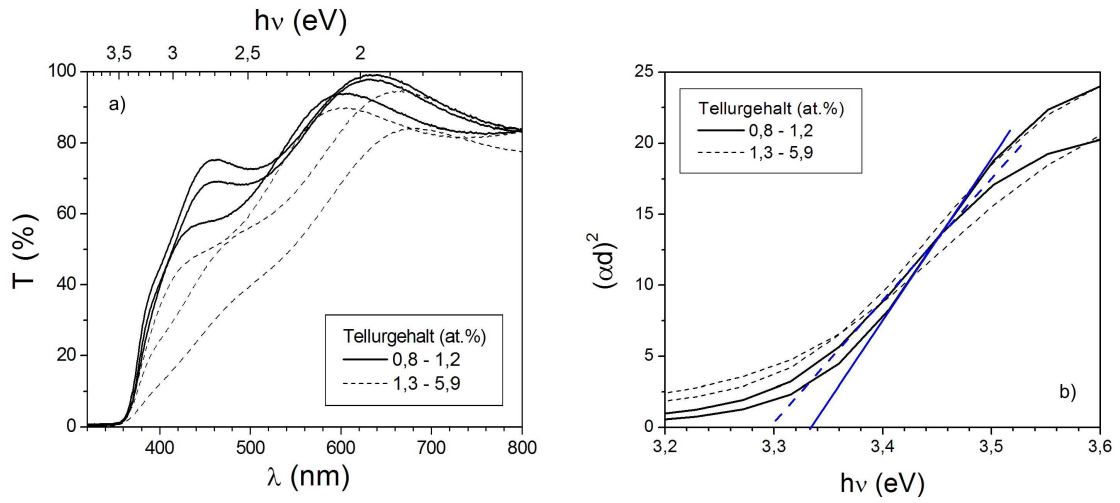 hν (eV)
3,5 3 2,5 2
100
80
60
40
20
0
T (%)
a)
Tellurgehalt (at.%)
0,8 - 1,2
1,3 - 5,9
400 500 600 700 800
λ (nm)
25
20
15
10
5
0
(αd)²
Tellurgehalt (at.%)
0,8 - 1,2
1,3 - 5,9
b)
3,2 3,3 3,4 3,5 3,6
hν (eV)